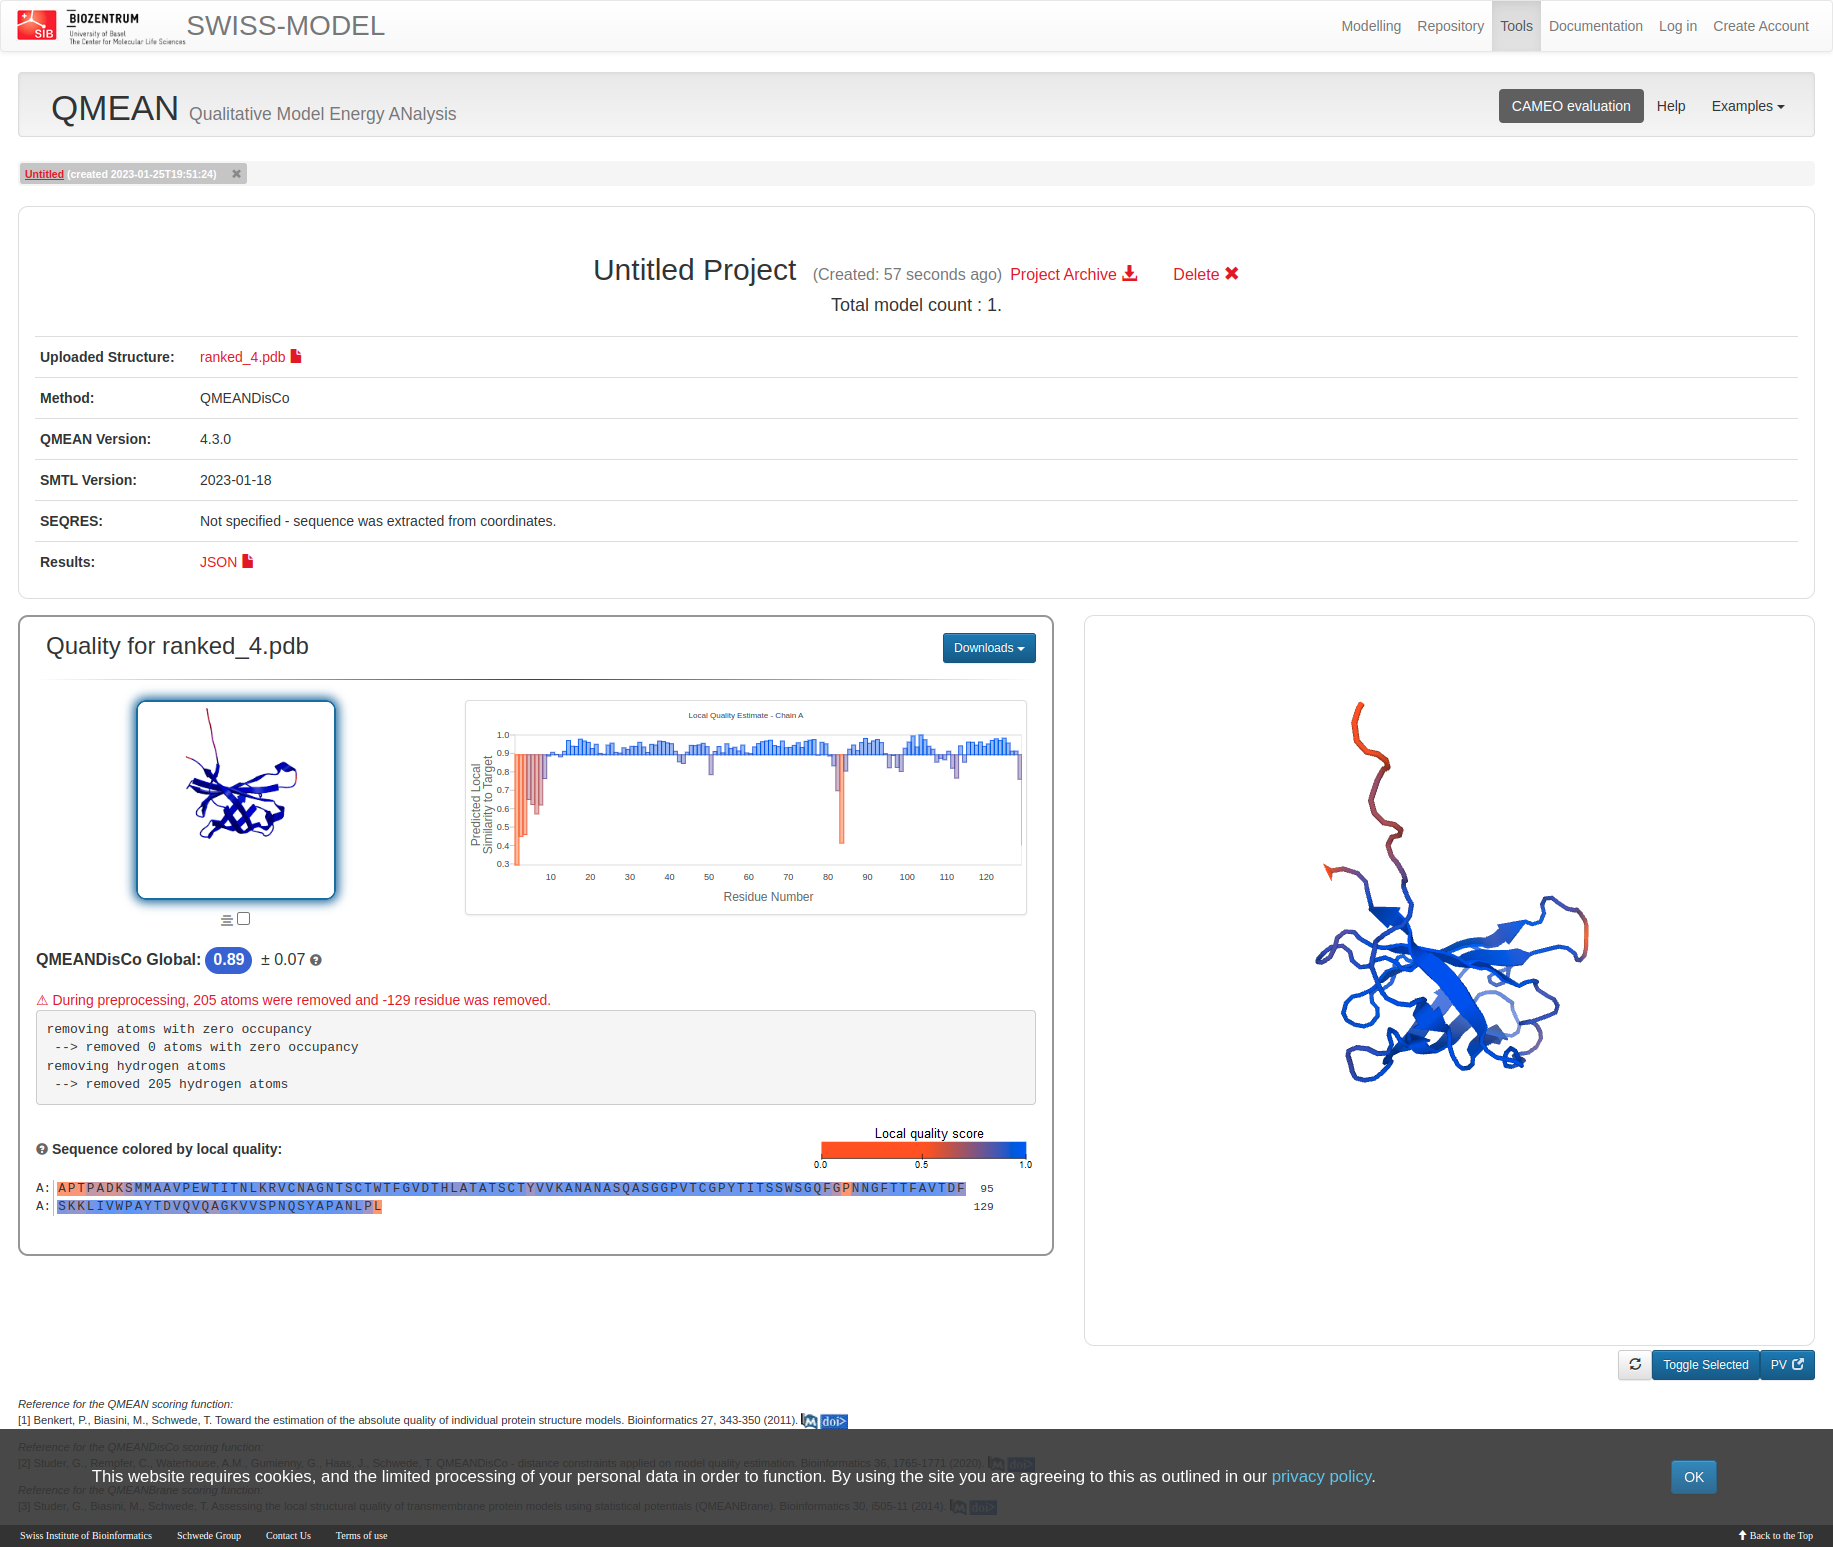 SIB
BIOZENTRUM
University of Basel
The Center for Molecular Life Sciences
SWISS-MODEL
Modelling
Repository
Tools
Documentation
Log in
Create Account
QMEAN Qualitative Model Energy ANalysis
CAMEO evaluation
Help
Examples
Untitled (created 2023-01-25T19:51:24)
Untitled Project (Created: 57 seconds ago) Project Archive Delete
Total model count : 1.
Uploaded Structure: ranked_4.pdb
Method: QMEANDisCo
QMEAN Version: 4.3.0
SMTL Version: 2023-01-18
SEQRES: Not specified - sequence was extracted from coordinates.
Results: JSON
Quality for ranked_4.pdb
Downloads
Local Quality Estimate - Chain A
Predicted Local
Similarity to Target
1.0
0.9
0.8
0.7
0.6
0.5
0.4
0.3
10 20 30 40 50 60 70 80 90 100 110 120
Residue Number
QMEANDisCo Global: 0.89 ± 0.07
⚠ During preprocessing, 205 atoms were removed and -129 residue was removed.
removing atoms with zero occupancy
--> removed 0 atoms with zero occupancy
removing hydrogen atoms
--> removed 205 hydrogen atoms
Sequence colored by local quality:
Local quality score
0.0 0.5 1.0
A: APTPADKSMMAAVPEWTITNLKRVCNAGNTSCTWTFGVDTHLATATSCTYVVKANANASQASGGPVTCGPYTITSSWSGQFGPNNGFTTFAVTDF 95
A: SKKLIVWPAYTDVQVQAGKVVSPNQSYAPANLPL 129
Toggle Selected
PV
Reference for the QMEAN scoring function:
[1] Benkert, P., Biasini, M., Schwede, T. Toward the estimation of the absolute quality of individual protein structure models. Bioinformatics 27, 343-350 (2011). doi>
Reference for the QMEANDisCo scoring function:
[2] Studer, G., Rempfer, C., Waterhouse, A.M., Gumienny, G., Haas, J., Schwede, T. QMEANDisCo - distance constraints applied on model quality estimation. Bioinformatics 36, 1765-1771 (2020). doi>
This website requires cookies, and the limited processing of your personal data in order to function. By using the site you are agreeing to this as outlined in our privacy policy.
OK
Reference for the QMEANBrane scoring function:
[3] Studer, G., Biasini, M., Schwede, T. Assessing the local structural quality of transmembrane protein models using statistical potentials (QMEANBrane). Bioinformatics 30, i505-11 (2014). doi>
Swiss Institute of Bioinformatics
Schwede Group
Contact Us
Terms of use
Back to the Top